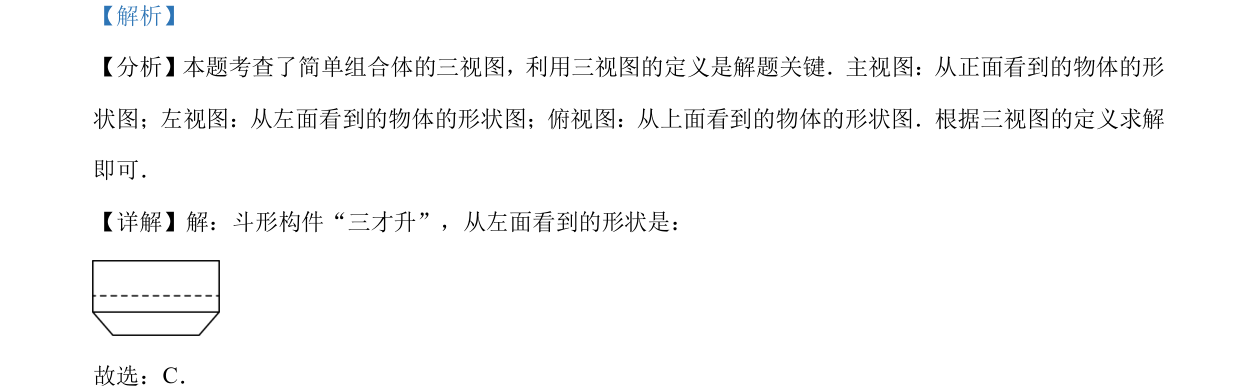 【解析】
【分析】本题考查了简单组合体的三视图，利用三视图的定义是解题关键．主视图：从正面看到的物体的形
状图；左视图：从左面看到的物体的形状图；俯视图：从上面看到的物体的形状图．根据三视图的定义求解
即可．
【详解】解：斗形构件“三才升”，从左面看到的形状是：
故选：C．